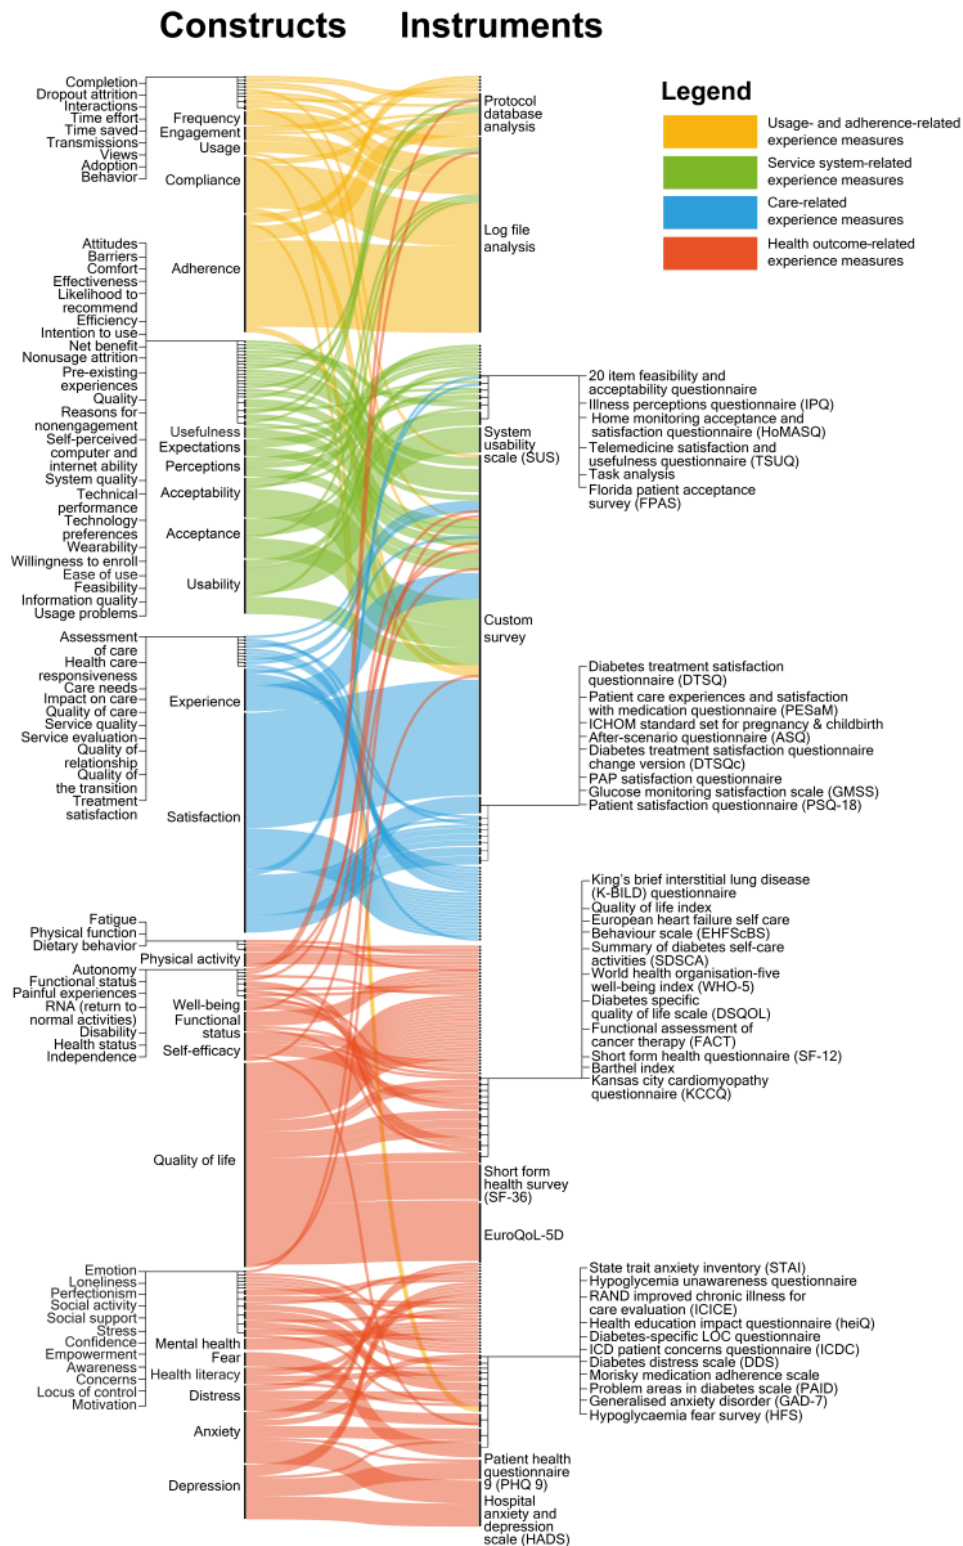 Constructs
Instruments
Completion
Dropout attrition
Interactions
Time effort
Time saved
Transmissions
Views
Adoption
Behavior
Frequency
Engagement
Usage
Compliance
Adherence
Attitudes
Barriers
Comfort
Effectiveness
Likelihood to
recommend
Efficiency
Intention to use
Net benefit
Nonusage attrition
Pre-existing
experiences
Quality
Reasons for
nonengagement
Self-perceived
computer and
internet ability
System quality
Technical
performance
Technology
preferences
Wearability
Willingness to enroll
Ease of use
Feasibility
Information quality
Usage problems
Usefulness
Expectations
Perceptions
Acceptability
Acceptance
Usability
Assessment
of care
Health care
responsiveness
Care needs
Impact on care
Quality of care
Service quality
Service evaluation
Quality of
relationship
Quality of
the transition
Treatment
satisfaction
Experience
Satisfaction
Fatigue
Physical function
Dietary behavior
Physical activity
Autonomy
Functional status
Painful experiences
RNA (return to
normal activities)
Disability
Health status
Independence
Well-being
Functional
status
Self-efficacy
Quality of life
Emotion
Loneliness
Perfectionism
Social activity
Social support
Stress
Confidence
Empowerment
Awareness
Concerns
Locus of control
Motivation
Mental health
Fear
Health literacy
Distress
Anxiety
Depression
Protocol
database
analysis
Log file
analysis
System
usability
scale (SUS)
Custom
survey
Short form
health survey
(SF-36)
EuroQoL-5D
Patient health
questionnaire
9 (PHQ 9)
Hospital
anxiety and
depression
scale (HADS)
Legend
Usage- and adherence-related
experience measures
Service system-related
experience measures
Care-related
experience measures
Health outcome-related
experience measures
20 item feasibility and
acceptability questionnaire
Illness perceptions questionnaire (IPQ)
Home monitoring acceptance and
satisfaction questionnaire (HoMASQ)
Telemedicine satisfaction and
usefulness questionnaire (TSUQ)
Task analysis
Florida patient acceptance
survey (FPAS)
Diabetes treatment satisfaction
questionnaire (DTSQ)
Patient care experiences and satisfaction
with medication questionnaire (PESaM)
ICHOM standard set for pregnancy & childbirth
After-scenario questionnaire (ASQ)
Diabetes treatment satisfaction questionnaire
change version (DTSQc)
PAP satisfaction questionnaire
Glucose monitoring satisfaction scale (GMSS)
Patient satisfaction questionnaire (PSQ-18)
King's brief interstitial lung disease
(K-BILD) questionnaire
Quality of life index
European heart failure self care
Behaviour scale (EHFScBS)
Summary of diabetes self-care
activities (SDSCA)
World health organisation-five
well-being index (WHO-5)
Diabetes specific
quality of life scale (DSQOL)
Functional assessment of
cancer therapy (FACT)
Short form health questionnaire (SF-12)
Barthel index
Kansas city cardiomyopathy
questionnaire (KCCQ)
State trait anxiety inventory (STAI)
Hypoglycemia unawareness questionnaire
RAND improved chronic illness for
care evaluation (ICICE)
Health education impact questionnaire (heiQ)
Diabetes-specific LOC questionnaire
ICD patient concerns questionnaire (ICDC)
Diabetes distress scale (DDS)
Morisky medication adherence scale
Problem areas in diabetes scale (PAID)
Generalised anxiety disorder (GAD-7)
Hypoglycaemia fear survey (HFS)